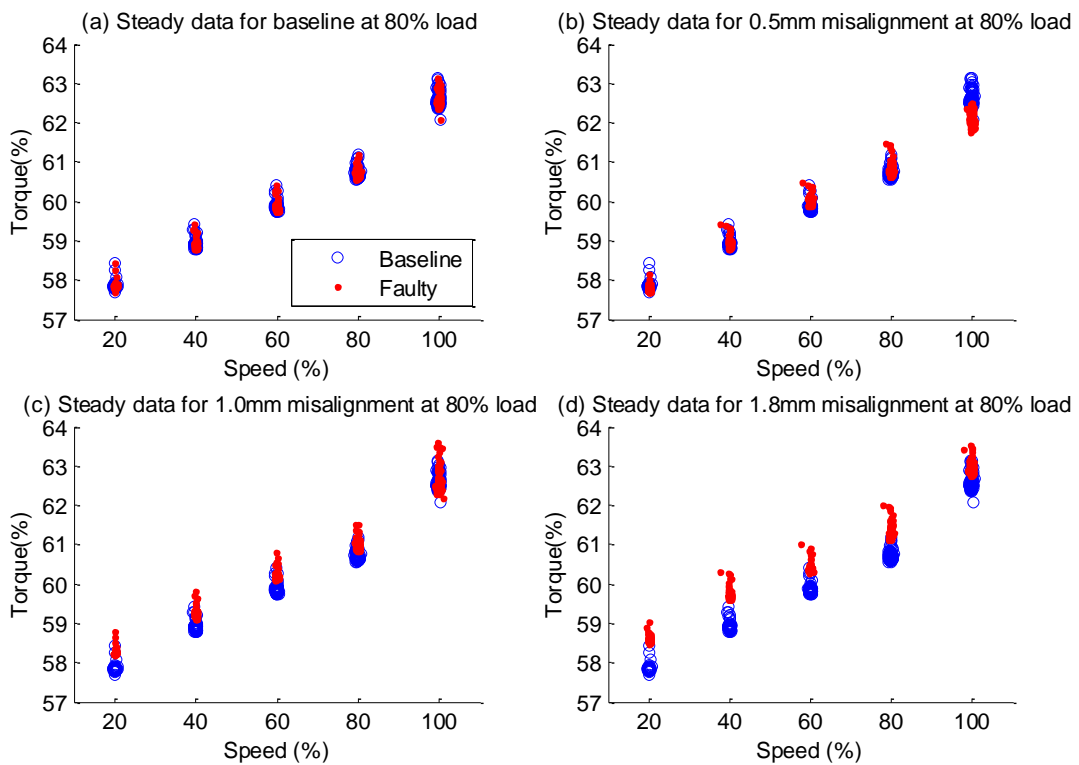 (a) Steady data for baseline at 80% load
64
63
62
61
60
59
58
57
Torque(%)
Baseline
Faulty
20 40 60 80 100
Speed (%)
(b) Steady data for 0.5mm misalignment at 80% load
64
63
62
61
60
59
58
57
Torque(%)
20 40 60 80 100
Speed (%)
(c) Steady data for 1.0mm misalignment at 80% load
64
63
62
61
60
59
58
57
Torque(%)
20 40 60 80 100
Speed (%)
(d) Steady data for 1.8mm misalignment at 80% load
64
63
62
61
60
59
58
57
Torque(%)
20 40 60 80 100
Speed (%)